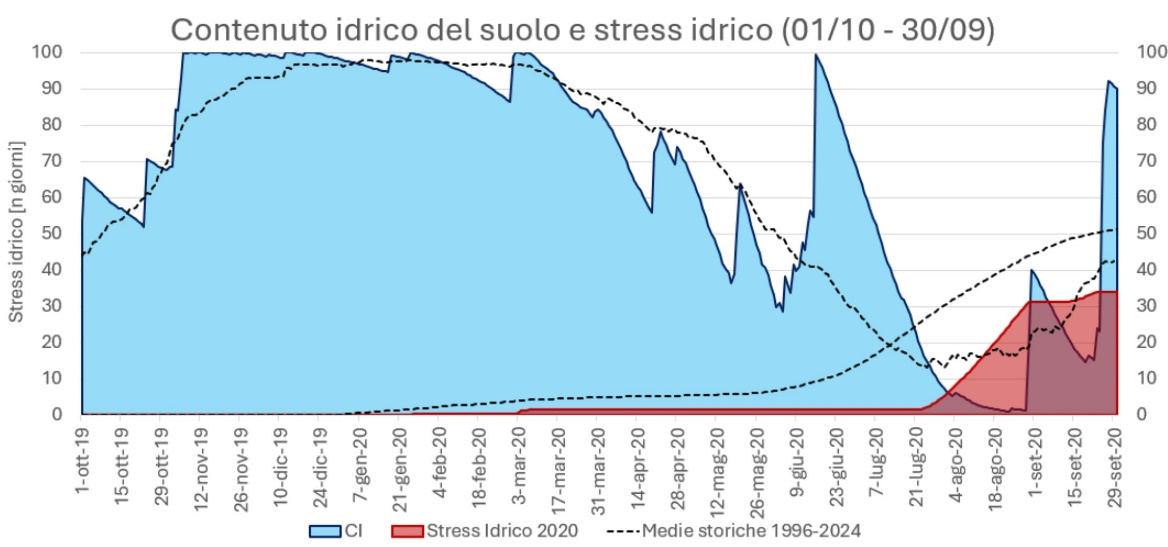 Contenuto idrico del suolo e stress idrico (01/10 - 30/09)
Stress idrico [n giorni]
100
90
80
70
60
50
40
30
20
10
0
100
90
80
70
60
50
40
30
20
10
0
1-ott-19
15-ott-19
29-ott-19
12-nov-19
26-nov-19
10-dic-19
24-dic-19
7-gen-20
21-gen-20
4-feb-20
18-feb-20
3-mar-20
17-mar-20
31-mar-20
14-apr-20
28-apr-20
12-mag-20
26-mag-20
9-giu-20
23-giu-20
7-lug-20
21-lug-20
4-ago-20
18-ago-20
1-set-20
15-set-20
29-set-20
CI Stress Idrico 2020 Medie storiche 1996-2024